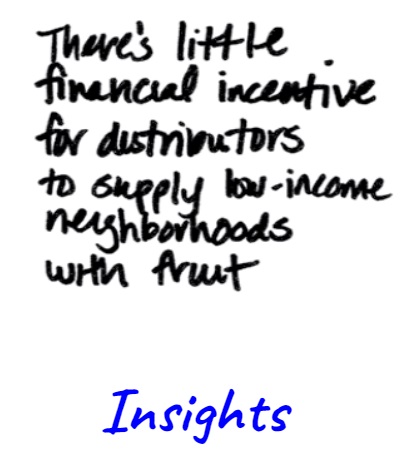 There's little
financial incentive
for distributors
to supply low-income
neighborhoods
with fruit
Insights